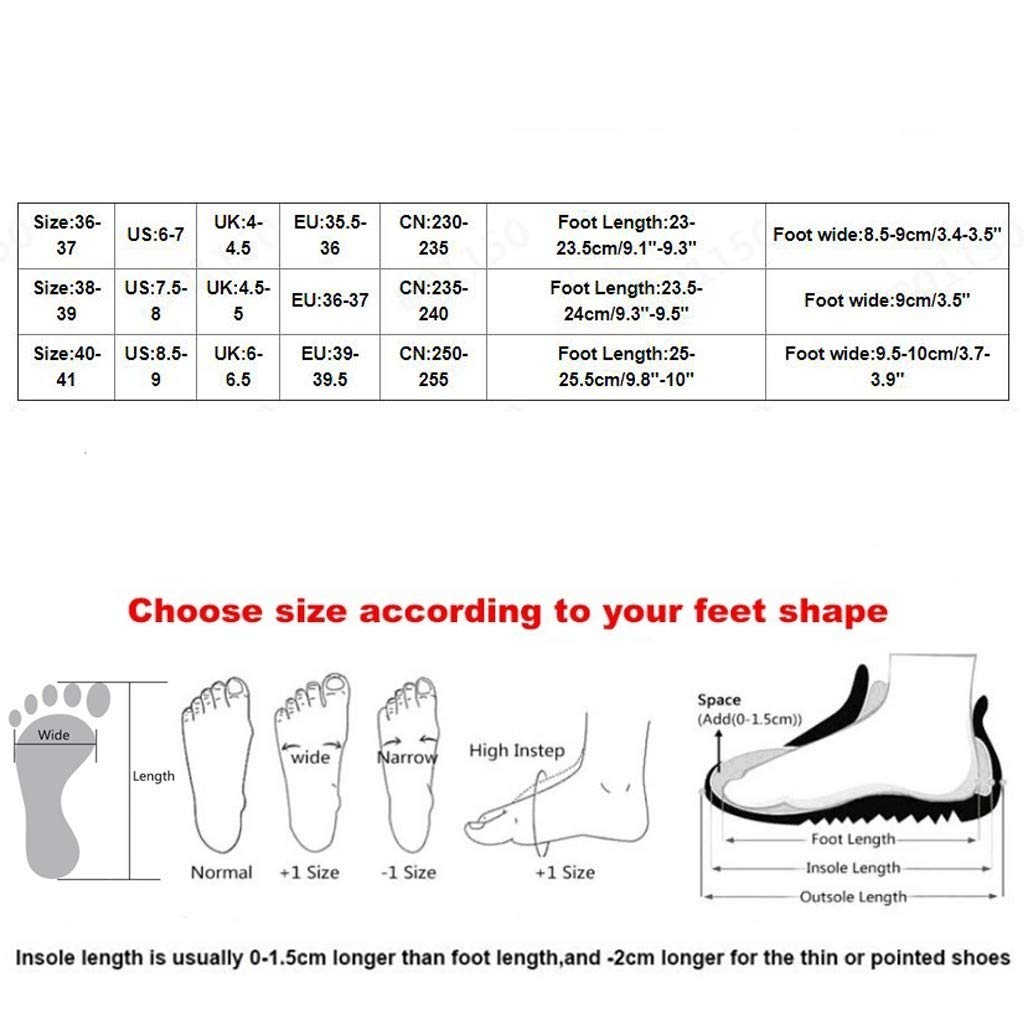 Size:36-
37
US:6-7
UK:4-
4.5
EU:35.5-
36
CN:230-
235
Foot Length:23-
23.5cm/9.1"-9.3"
Foot wide:8.5-9cm/3.4-3.5"
Size:38-
39
US:7.5-
8
UK:4.5-
5
EU:36-37
CN:235-
240
Foot Length:23.5-
24cm/9.3"-9.5"
Foot wide:9cm/3.5"
Size:40-
41
US:8.5-
9
UK:6-
6.5
EU:39-
39.5
CN:250-
255
Foot Length:25-
25.5cm/9.8"-10"
Foot wide:9.5-10cm/3.7-
3.9"
Choose size according to your feet shape
Wide
Length
Normal
wide
+1 Size
Narrow
-1 Size
High Instep
+1 Size
Space
(Add(0-1.5cm))
Foot Length
Insole Length
Outsole Length
Insole length is usually 0-1.5cm longer than foot length,and -2cm longer for the thin or pointed shoes